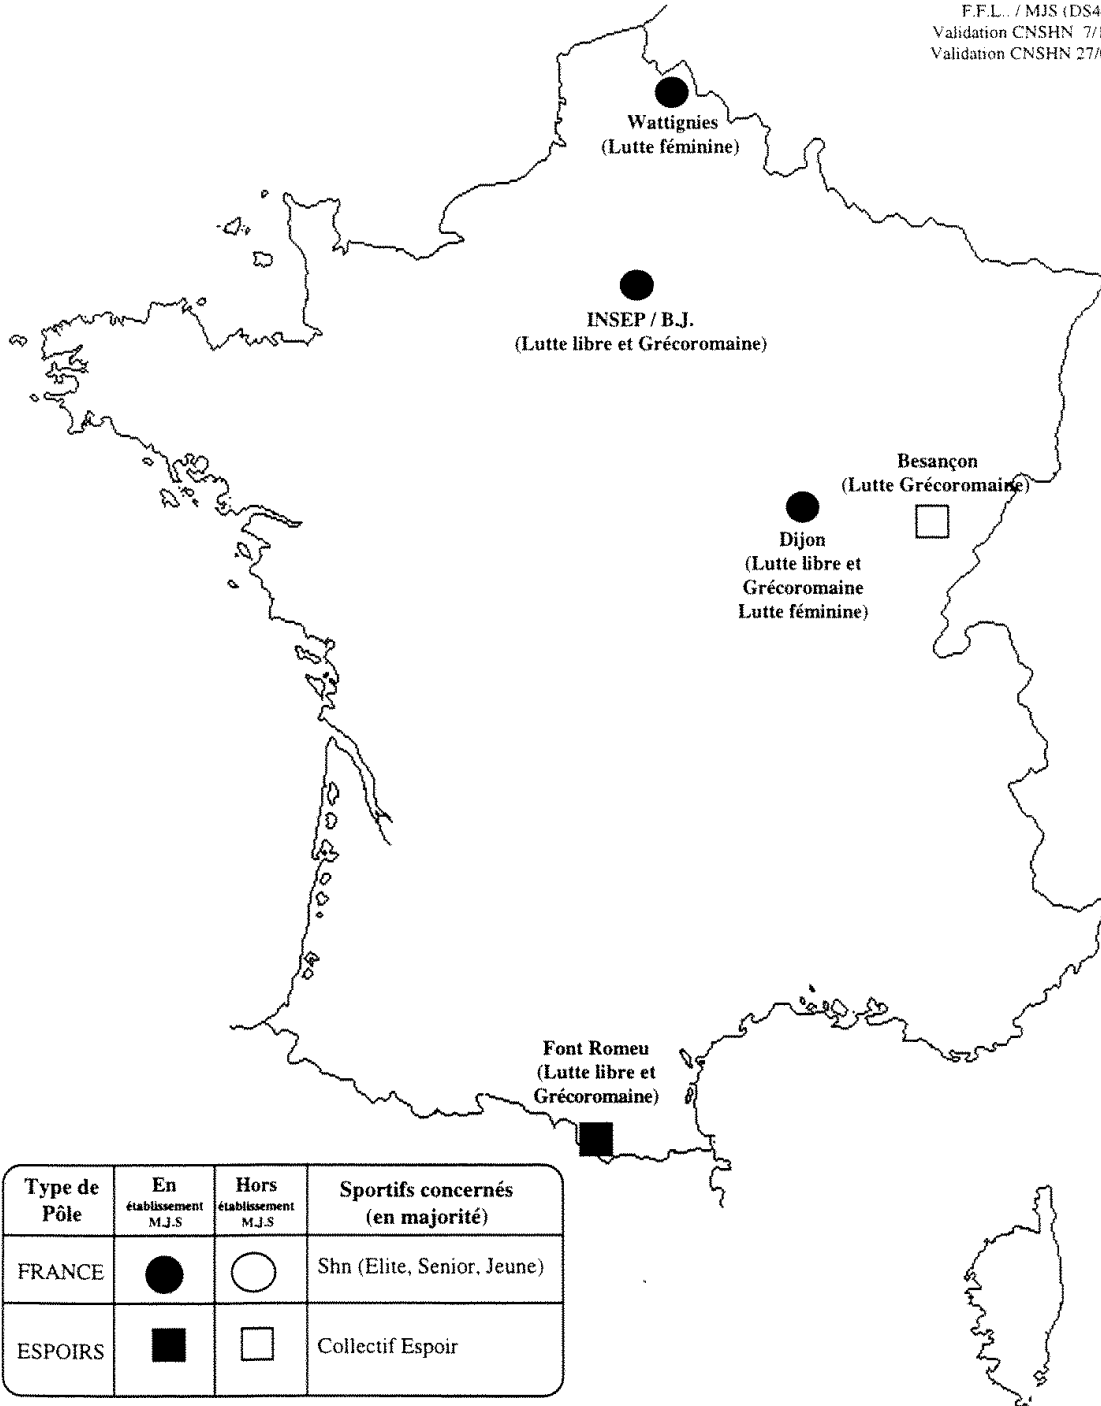 F.F.L.. / MJS (DS4
Validation CNSHN 7/
Validation CNSHN 27/
Wattignies
(Lutte féminine)
INSEP / B.J.
(Lutte libre et Grécoromaine)
Besançon
(Lutte Grécoromaine)
Dijon
(Lutte libre et
Grécoromaine
Lutte féminine)
Font Romeu
(Lutte libre et
Grécoromaine)
Type de
Pôle
En
établissement
M.J.S
Hors
établissement
M.J.S
Sportifs concernés
(en majorité)
FRANCE
Shn (Elite, Senior, Jeune)
ESPOIRS
Collectif Espoir